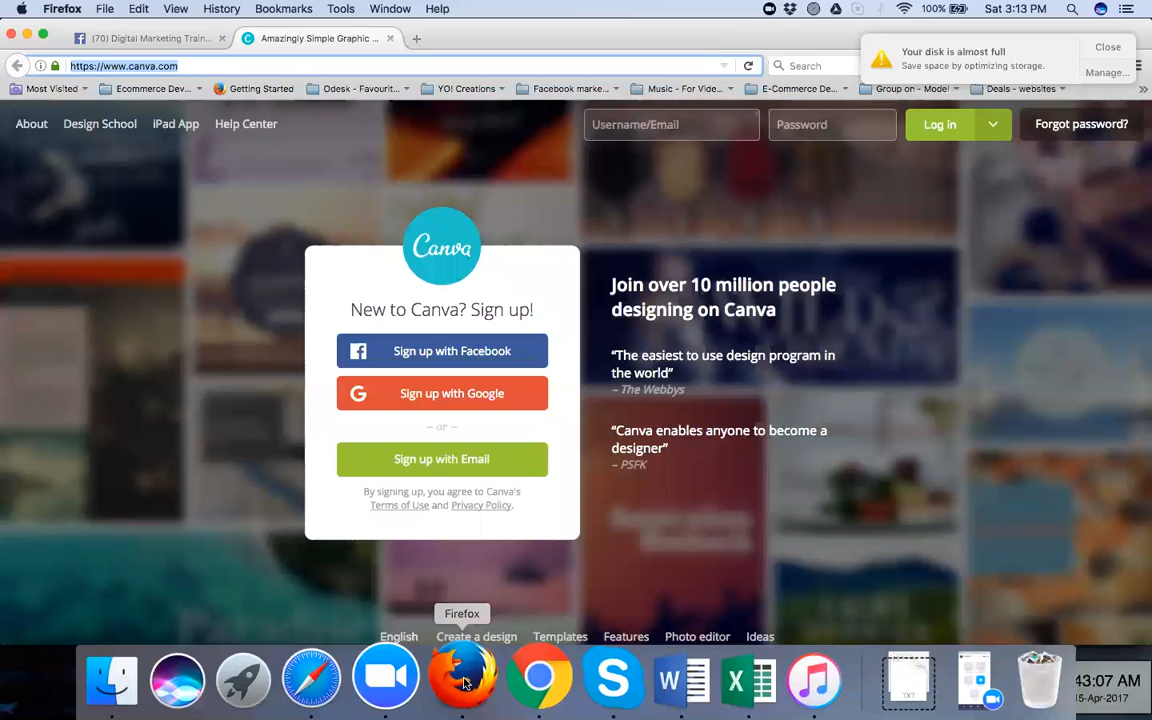 Firefox File Edit View History Bookmarks Tools Window Help 100% Sat 3:13 PM
(70) Digital Marketing Train... Amazingly Simple Graphic ...
https://www.canva.com Search
Your disk is almost full
Save space by optimizing storage.
Close
Manage...
Most Visited Ecommerce Dev... Getting Started Odesk - Favourit... YO! Creations Facebook marke... Music - For Vide... E-Commerce De... Group on - Model Deals - websites
About Design School iPad App Help Center Username/Email Password Log in Forgot password?
Canva
New to Canva? Sign up!
Sign up with Facebook
Sign up with Google
– or –
Sign up with Email
By signing up, you agree to Canva's
Terms of Use and Privacy Policy.
Join over 10 million people
designing on Canva
“The easiest to use design program in
the world”
– The Webbys
“Canva enables anyone to become a
designer”
– PSFK
Firefox
English Create a design Templates Features Photo editor Ideas
TXT
43:07 AM
15-Apr-2017